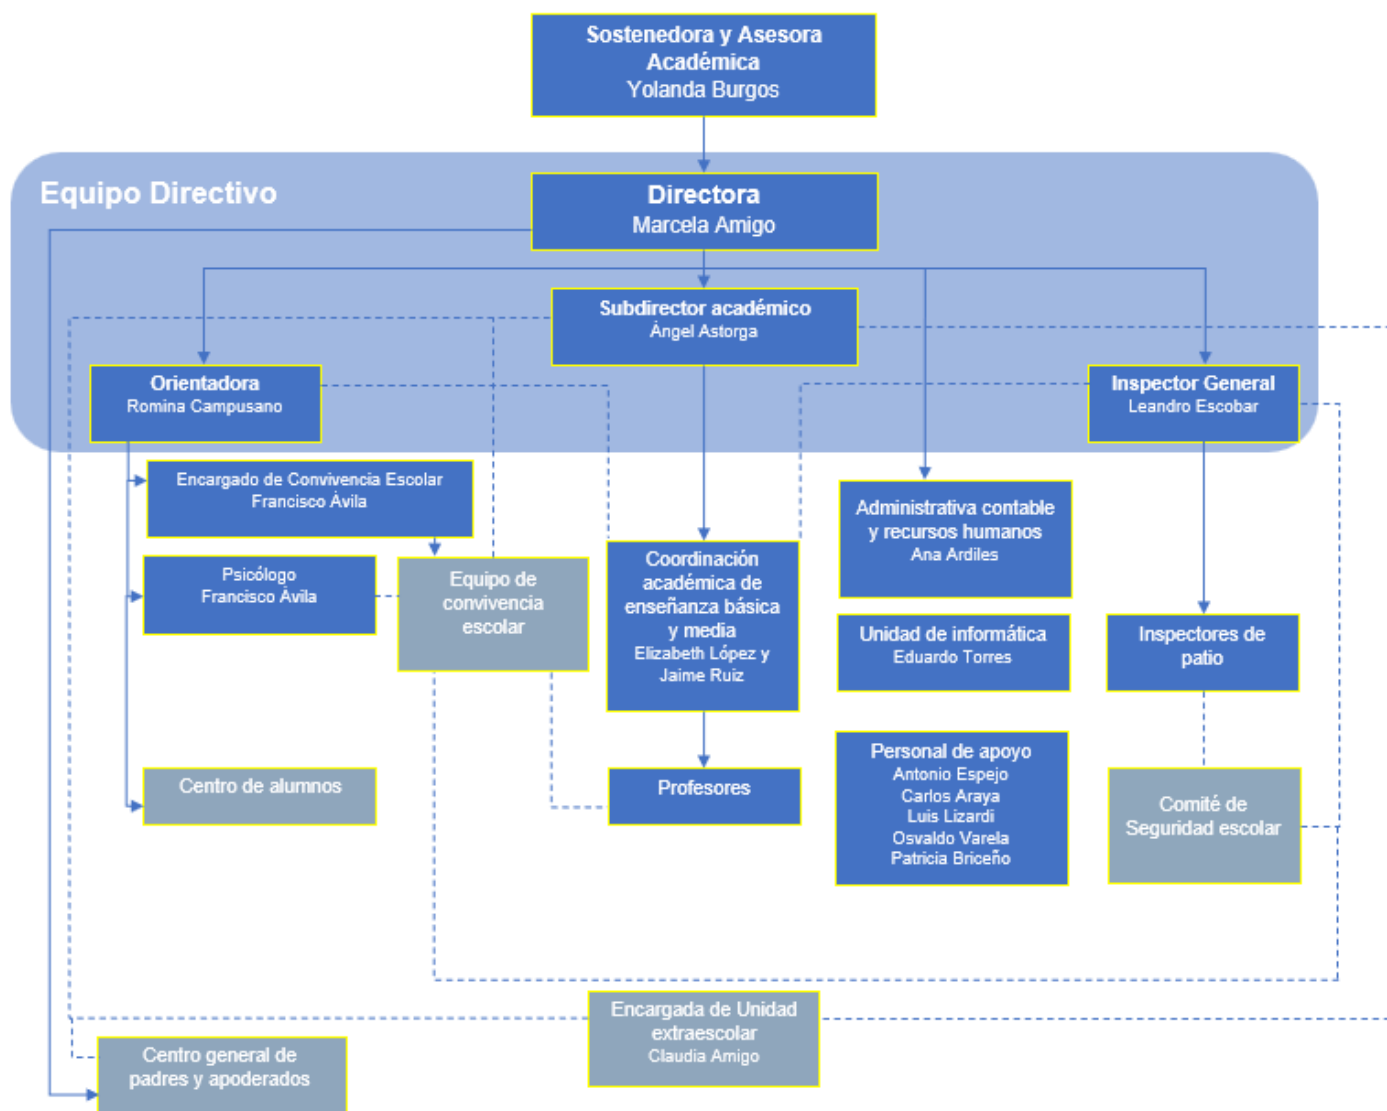 Sostenedora y Asesora
Académica
Yolanda Burgos
Equipo Directivo
Directora
Marcela Amigo
Subdirector académico
Ángel Astorga
Orientadora
Romina Campusano
Inspector General
Leandro Escobar
Encargado de Convivencia Escolar
Francisco Ávila
Psicólogo
Francisco Ávila
Equipo de
convivencia
escolar
Centro de alumnos
Coordinación
académica de
enseñanza básica
y media
Elizabeth López y
Jaime Ruiz
Profesores
Administrativa contable
y recursos humanos
Ana Ardiles
Unidad de informática
Eduardo Torres
Personal de apoyo
Antonio Espejo
Carlos Araya
Luis Lizardi
Osvaldo Varela
Patricia Briceño
Inspectores de
patio
Comité de
Seguridad escolar
Encargada de Unidad
extraescolar
Claudia Amigo
Centro general de
padres y apoderados